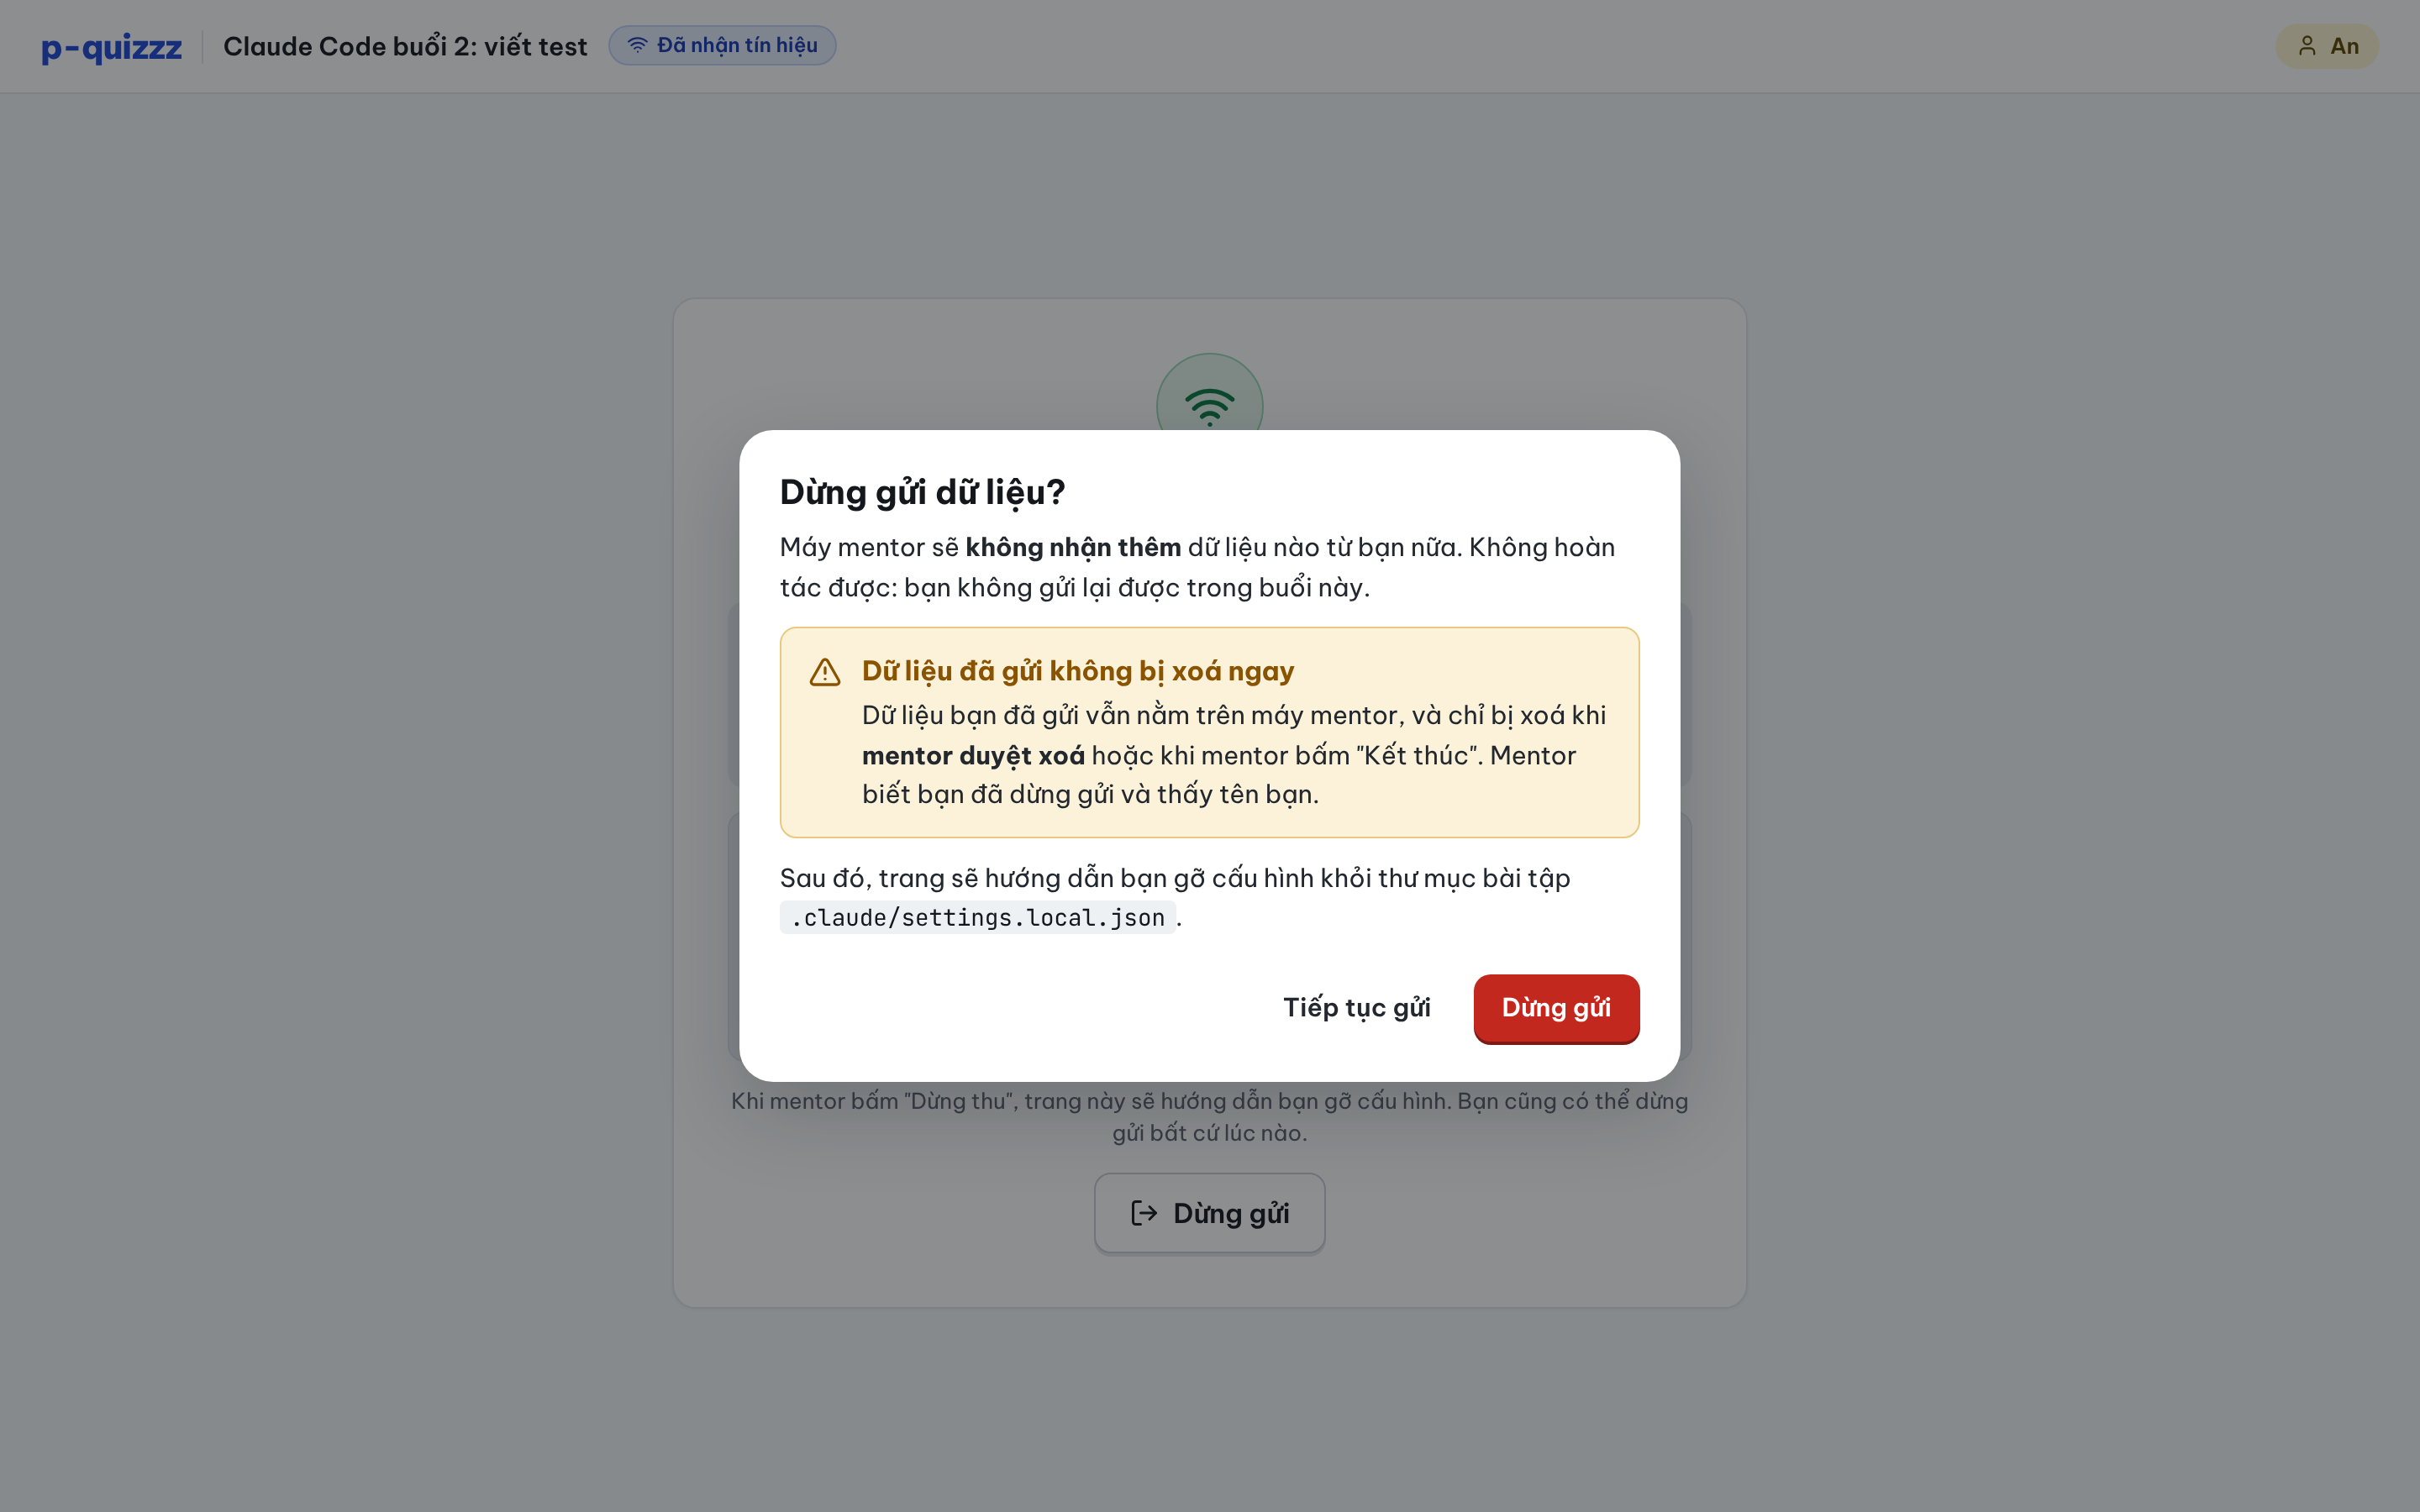 p-quizzz
Claude Code buổi 2: viết test
Đã nhận tín hiệu
An
Dừng gửi dữ liệu?
Máy mentor sẽ không nhận thêm dữ liệu nào từ bạn nữa. Không hoàn
tác được: bạn không gửi lại được trong buổi này.
Dữ liệu đã gửi không bị xoá ngay
Dữ liệu bạn đã gửi vẫn nằm trên máy mentor, và chỉ bị xoá khi
mentor duyệt xoá hoặc khi mentor bấm "Kết thúc". Mentor
biết bạn đã dừng gửi và thấy tên bạn.
Sau đó, trang sẽ hướng dẫn bạn gỡ cấu hình khỏi thư mục bài tập
.claude/settings.local.json.
Tiếp tục gửi
Dừng gửi
Khi mentor bấm "Dừng thu", trang này sẽ hướng dẫn bạn gỡ cấu hình. Bạn cũng có thể dừng
gửi bất cứ lúc nào.
Dừng gửi